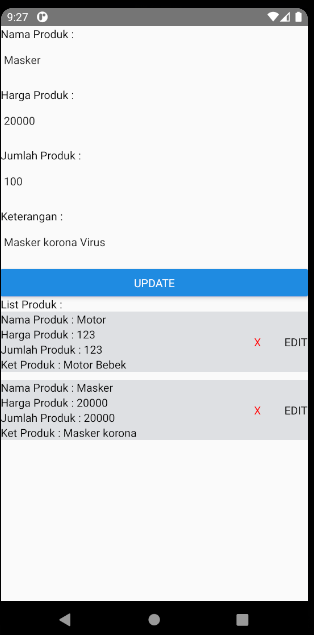 9:27
Nama Produk :
Masker
Harga Produk :
20000
Jumlah Produk :
100
Keterangan :
Masker korona Virus
UPDATE
List Produk :
Nama Produk : Motor
Harga Produk : 123
Jumlah Produk : 123
Ket Produk : Motor Bebek
X EDIT
Nama Produk : Masker
Harga Produk : 20000
Jumlah Produk : 20000
Ket Produk : Masker korona
X EDIT